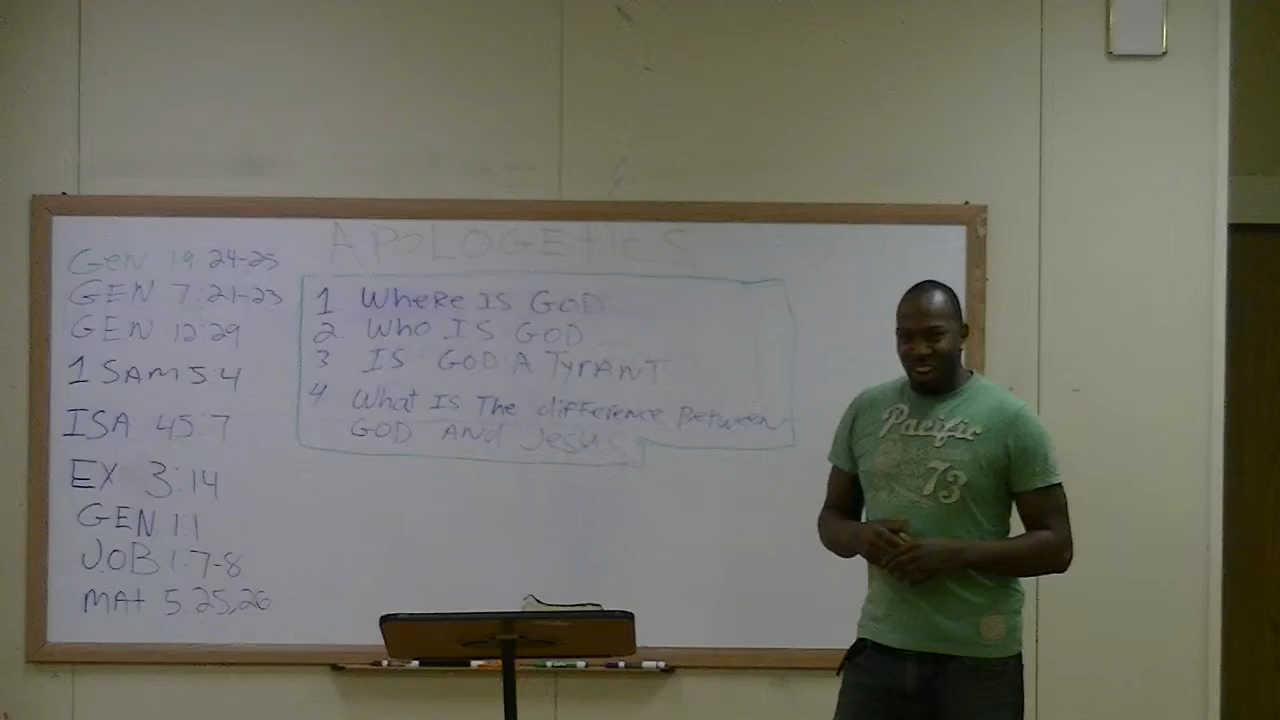 APOLOGEtICS
Gen 19:24-25
GEN 7:21-23
GEN 12:29
1 SAM 5:4
ISA 45:7
EX 3:14
GEN 11
JOB 1:7-8
MAt 5 25,26
1 Where IS GOD
2. Who IS GOD
3 IS GOD A TyrANT
4 What Is The difference Between
GOD AND Jesus
Pacific
73